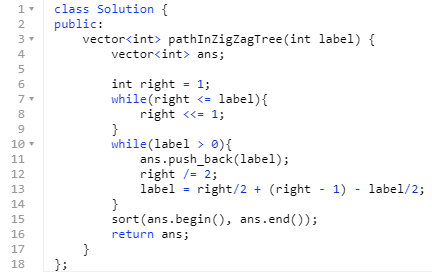 1 class Solution {
2 public:
3     vector<int> pathInZigZagTree(int label) {
4         vector<int> ans;
5
6         int right = 1;
7         while(right <= label){
8             right <<= 1;
9         }
10         while(label > 0){
11             ans.push_back(label);
12             right /= 2;
13             label = right/2 + (right - 1) - label/2;
14         }
15         sort(ans.begin(), ans.end());
16         return ans;
17     }
18 };